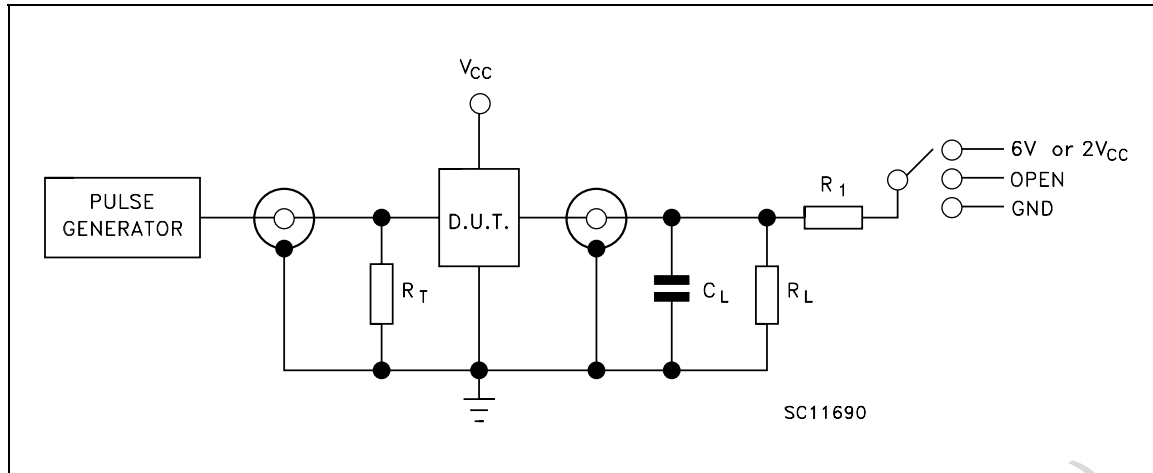 VCC
PULSE
GENERATOR
D.U.T.
RT
CL
RL
R1
6V or 2VCC
OPEN
GND
SC11690